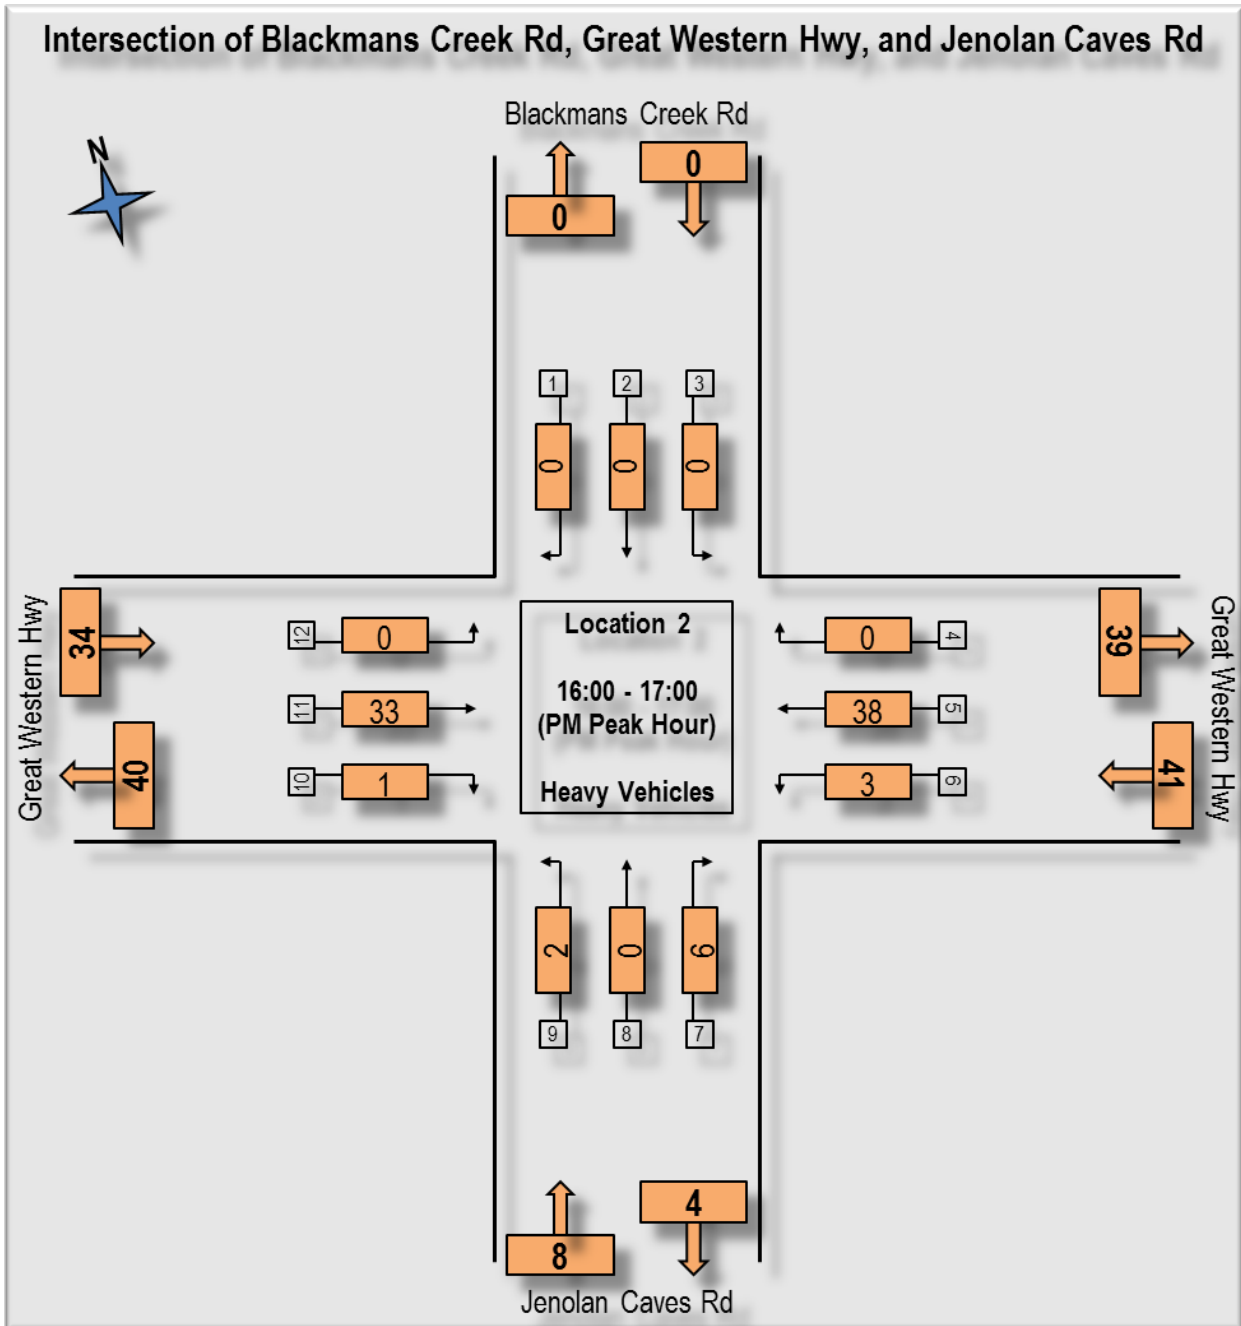 Intersection of Blackmans Creek Rd, Great Western Hwy, and Jenolan Caves Rd
Blackmans Creek Rd
N
0
0
1 2 3
0 0 0
Great Western Hwy
34
40
12 0
11 33
10 1
Location 2
16:00 - 17:00
(PM Peak Hour)
Heavy Vehicles
0 4
38 5
3 6
39
41
Great Western Hwy
2 0 6
9 8 7
4
8
Jenolan Caves Rd